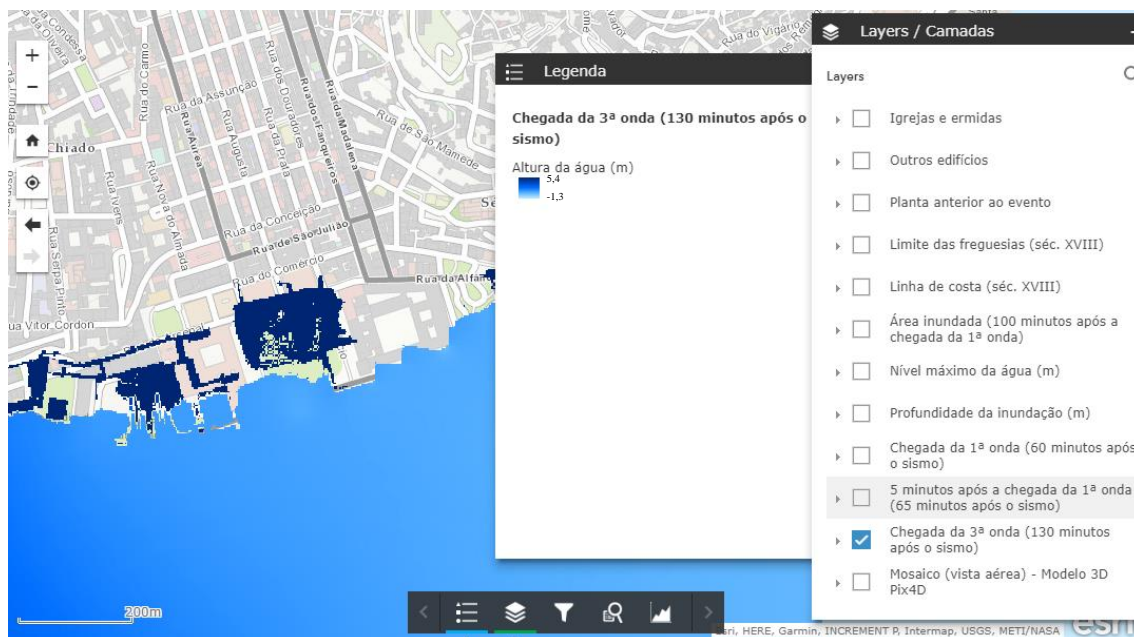 Layers / Camadas
Legenda
Layers
Chegada da 3ª onda (130 minutos após o
sismo)
Altura da água (m)
5,4
-1,3
Igrejas e ermidas
Outros edifícios
Planta anterior ao evento
Limite das freguesias (séc. XVIII)
Linha de costa (séc. XVIII)
Área inundada (100 minutos após a
chegada da 1ª onda)
Nível máximo da água (m)
Profundidade da inundação (m)
Chegada da 1ª onda (60 minutos após
o sismo)
5 minutos após a chegada da 1ª onda
(65 minutos após o sismo)
Chegada da 3ª onda (130 minutos
após o sismo)
Mosaico (vista aérea) - Modelo 3D
Pix4D
Rua do Vigário
Rua do Carmo
Rua da Assunção
Rua dos Douradores
Rua da Madalena
Rua dos Fanqueiros
Rua Áurea
Rua Augusta
Rua da Prata
Rua de São Mamede
Chiado
Rua Ivens
Rua Nova do Almada
Rua da Conceição
Rua de São Julião
Rua Serpa Pinto
Rua do Comércio
Rua da Alfân
ua Vitor Cordon
200m
sri, HERE, Garmin, INCREMENT P, Intermap, USGS, METI/NASA
esri